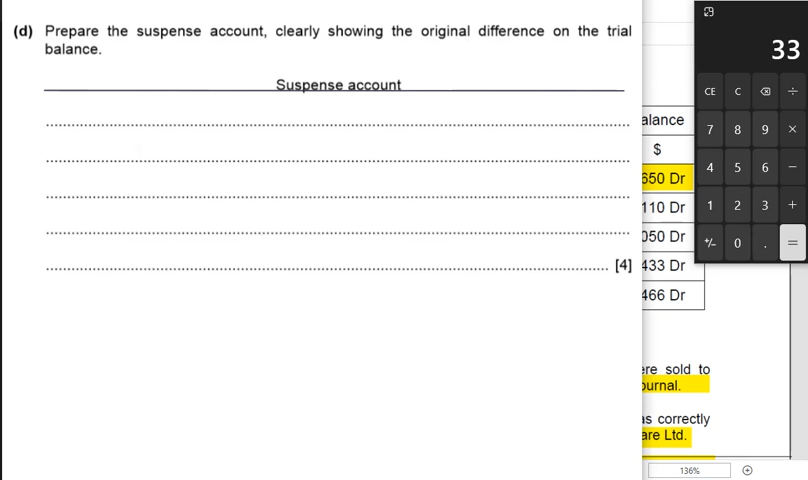 (d) Prepare the suspense account, clearly showing the original difference on the trial
balance.
Suspense account
[4]
alance
$
650 Dr
110 Dr
050 Dr
433 Dr
466 Dr
ere sold to
ournal.
as correctly
are Ltd.
136%
33
CE C ÷
7 8 9 ×
4 5 6 −
1 2 3 +
+/− 0 . =